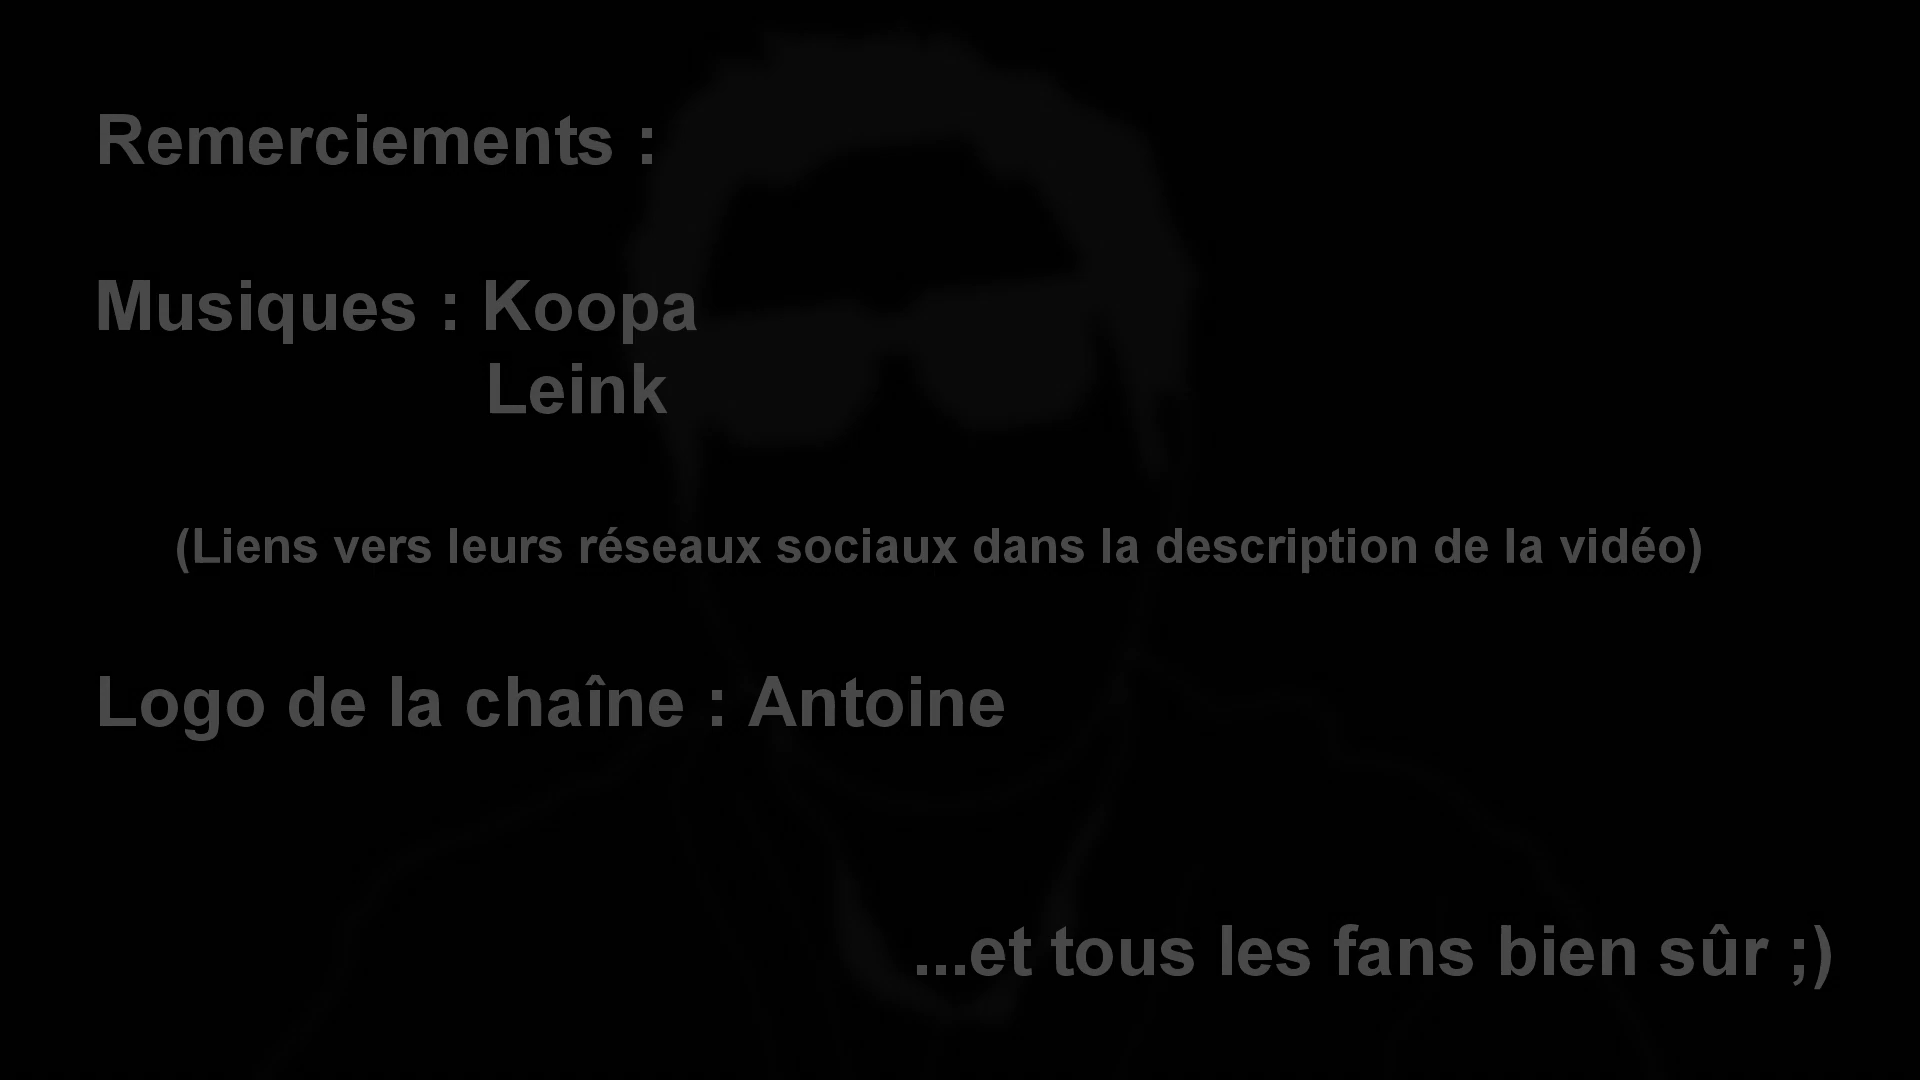 Remerciements :
Musiques : Koopa
Leink
(Liens vers leurs réseaux sociaux dans la description de la vidéo)
Logo de la chaîne : Antoine
...et tous les fans bien sûr ;)